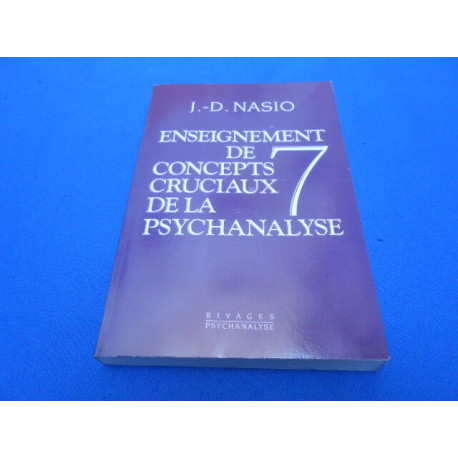 J.-D. NASIO
ENSEIGNEMENT
DE 7
CONCEPTS
CRUCIAUX
DE LA
PSYCHANALYSE
RIVAGES
PSYCHANALYSE